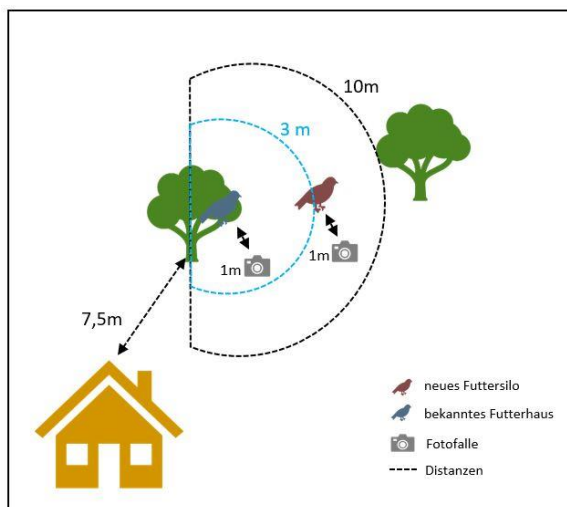 10m
3 m
1m
1m
7,5m
neues Futtersilo
bekanntes Futterhaus
Fotofalle
Distanzen